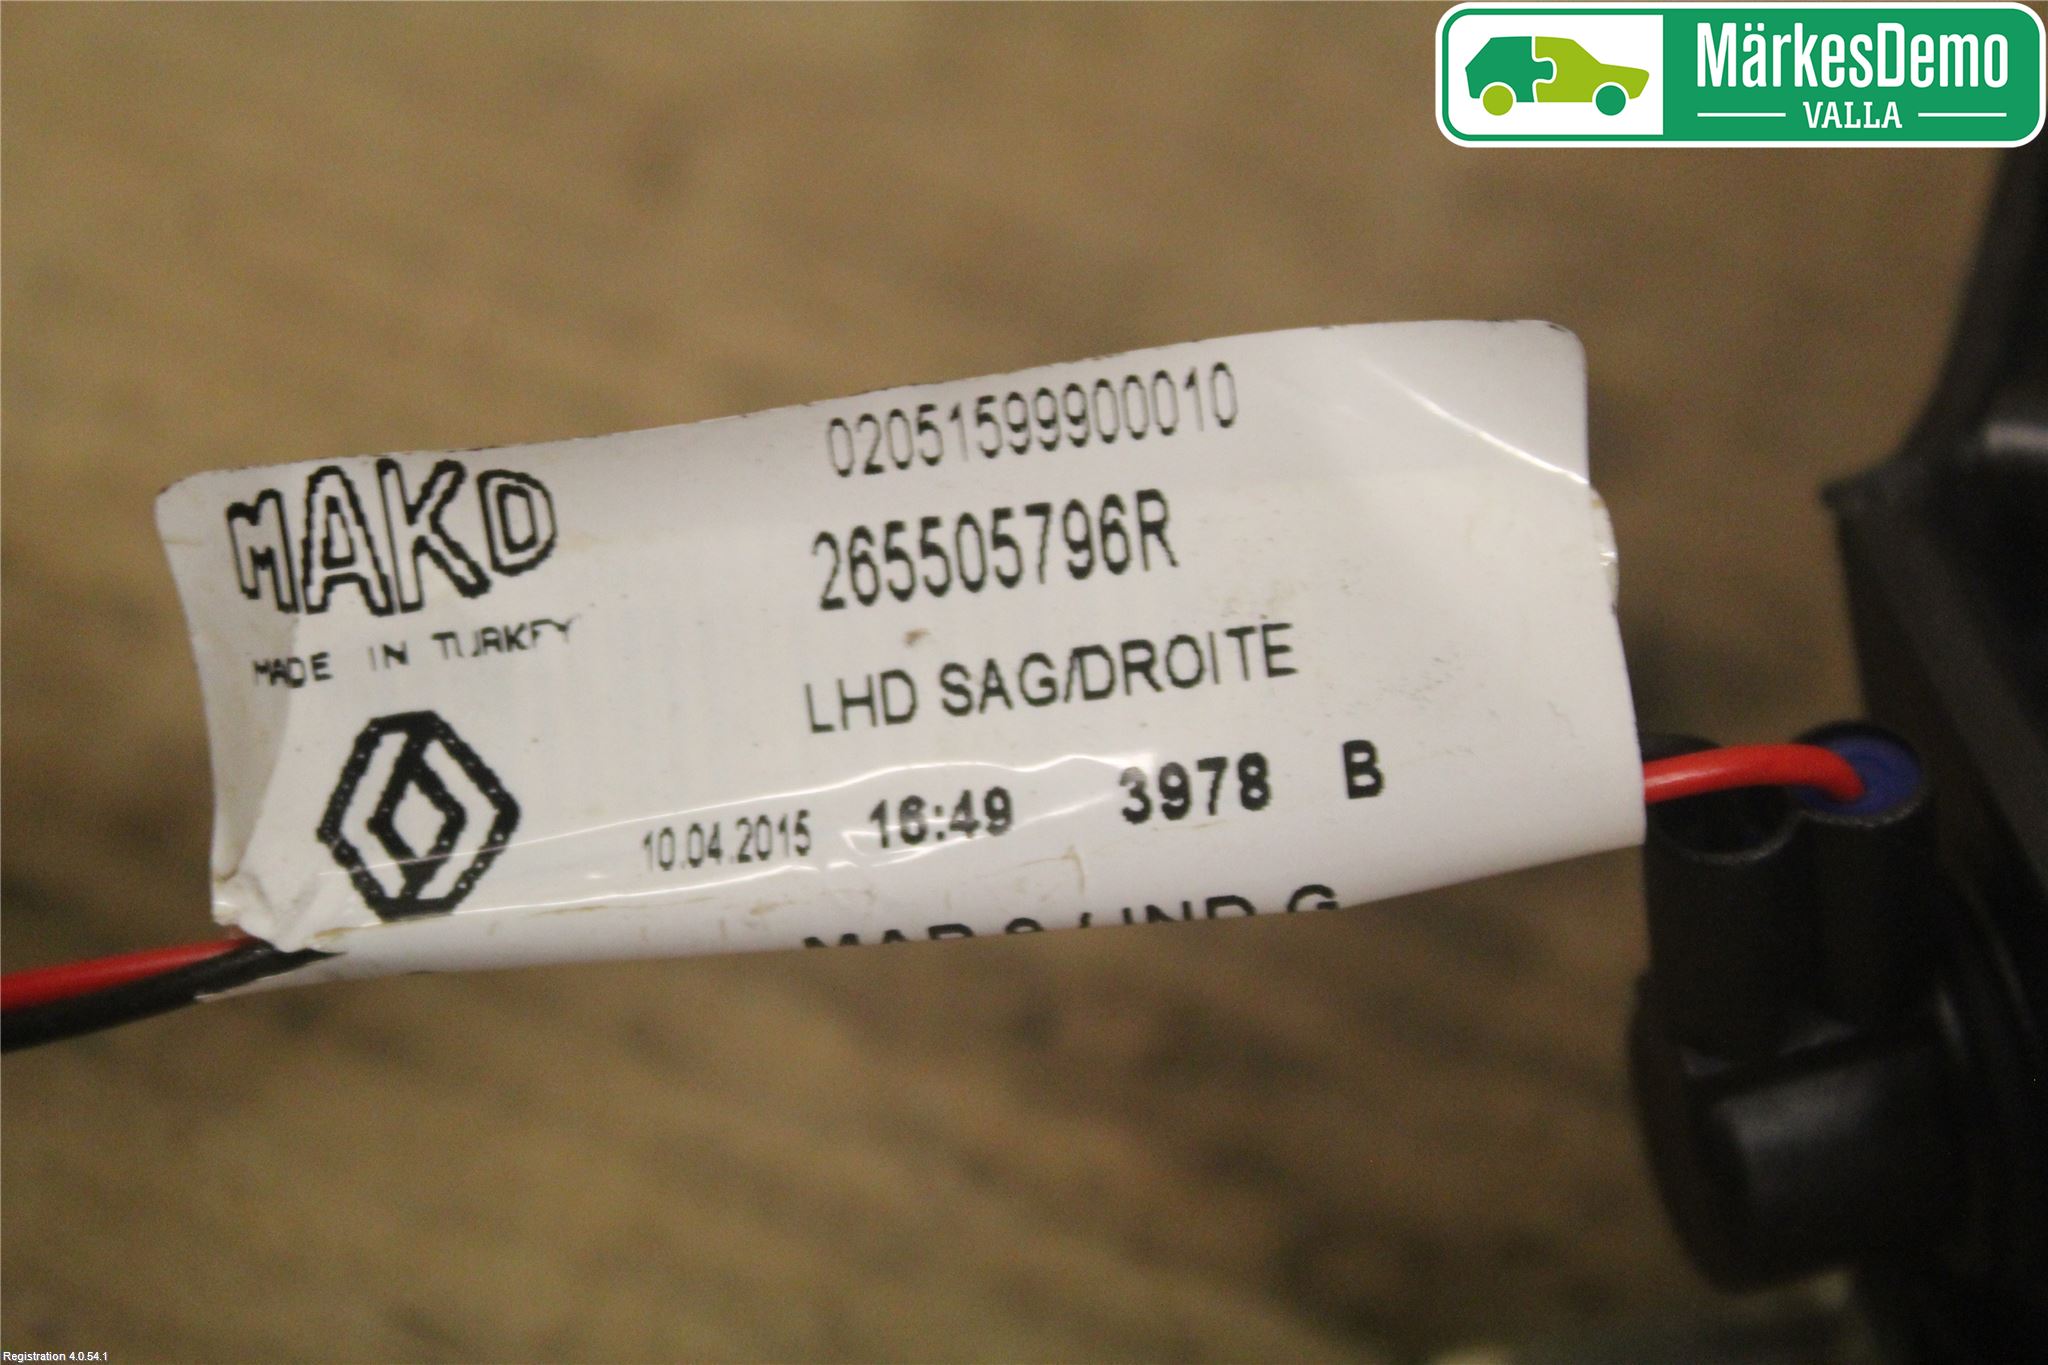 MärkesDemo
VALLA
02051599900010
MAKO
265505796R
MADE IN TURKEY
LHD SAG/DROITE
10.04.2015 16:49 3978 B
Registration 4.0.54.1